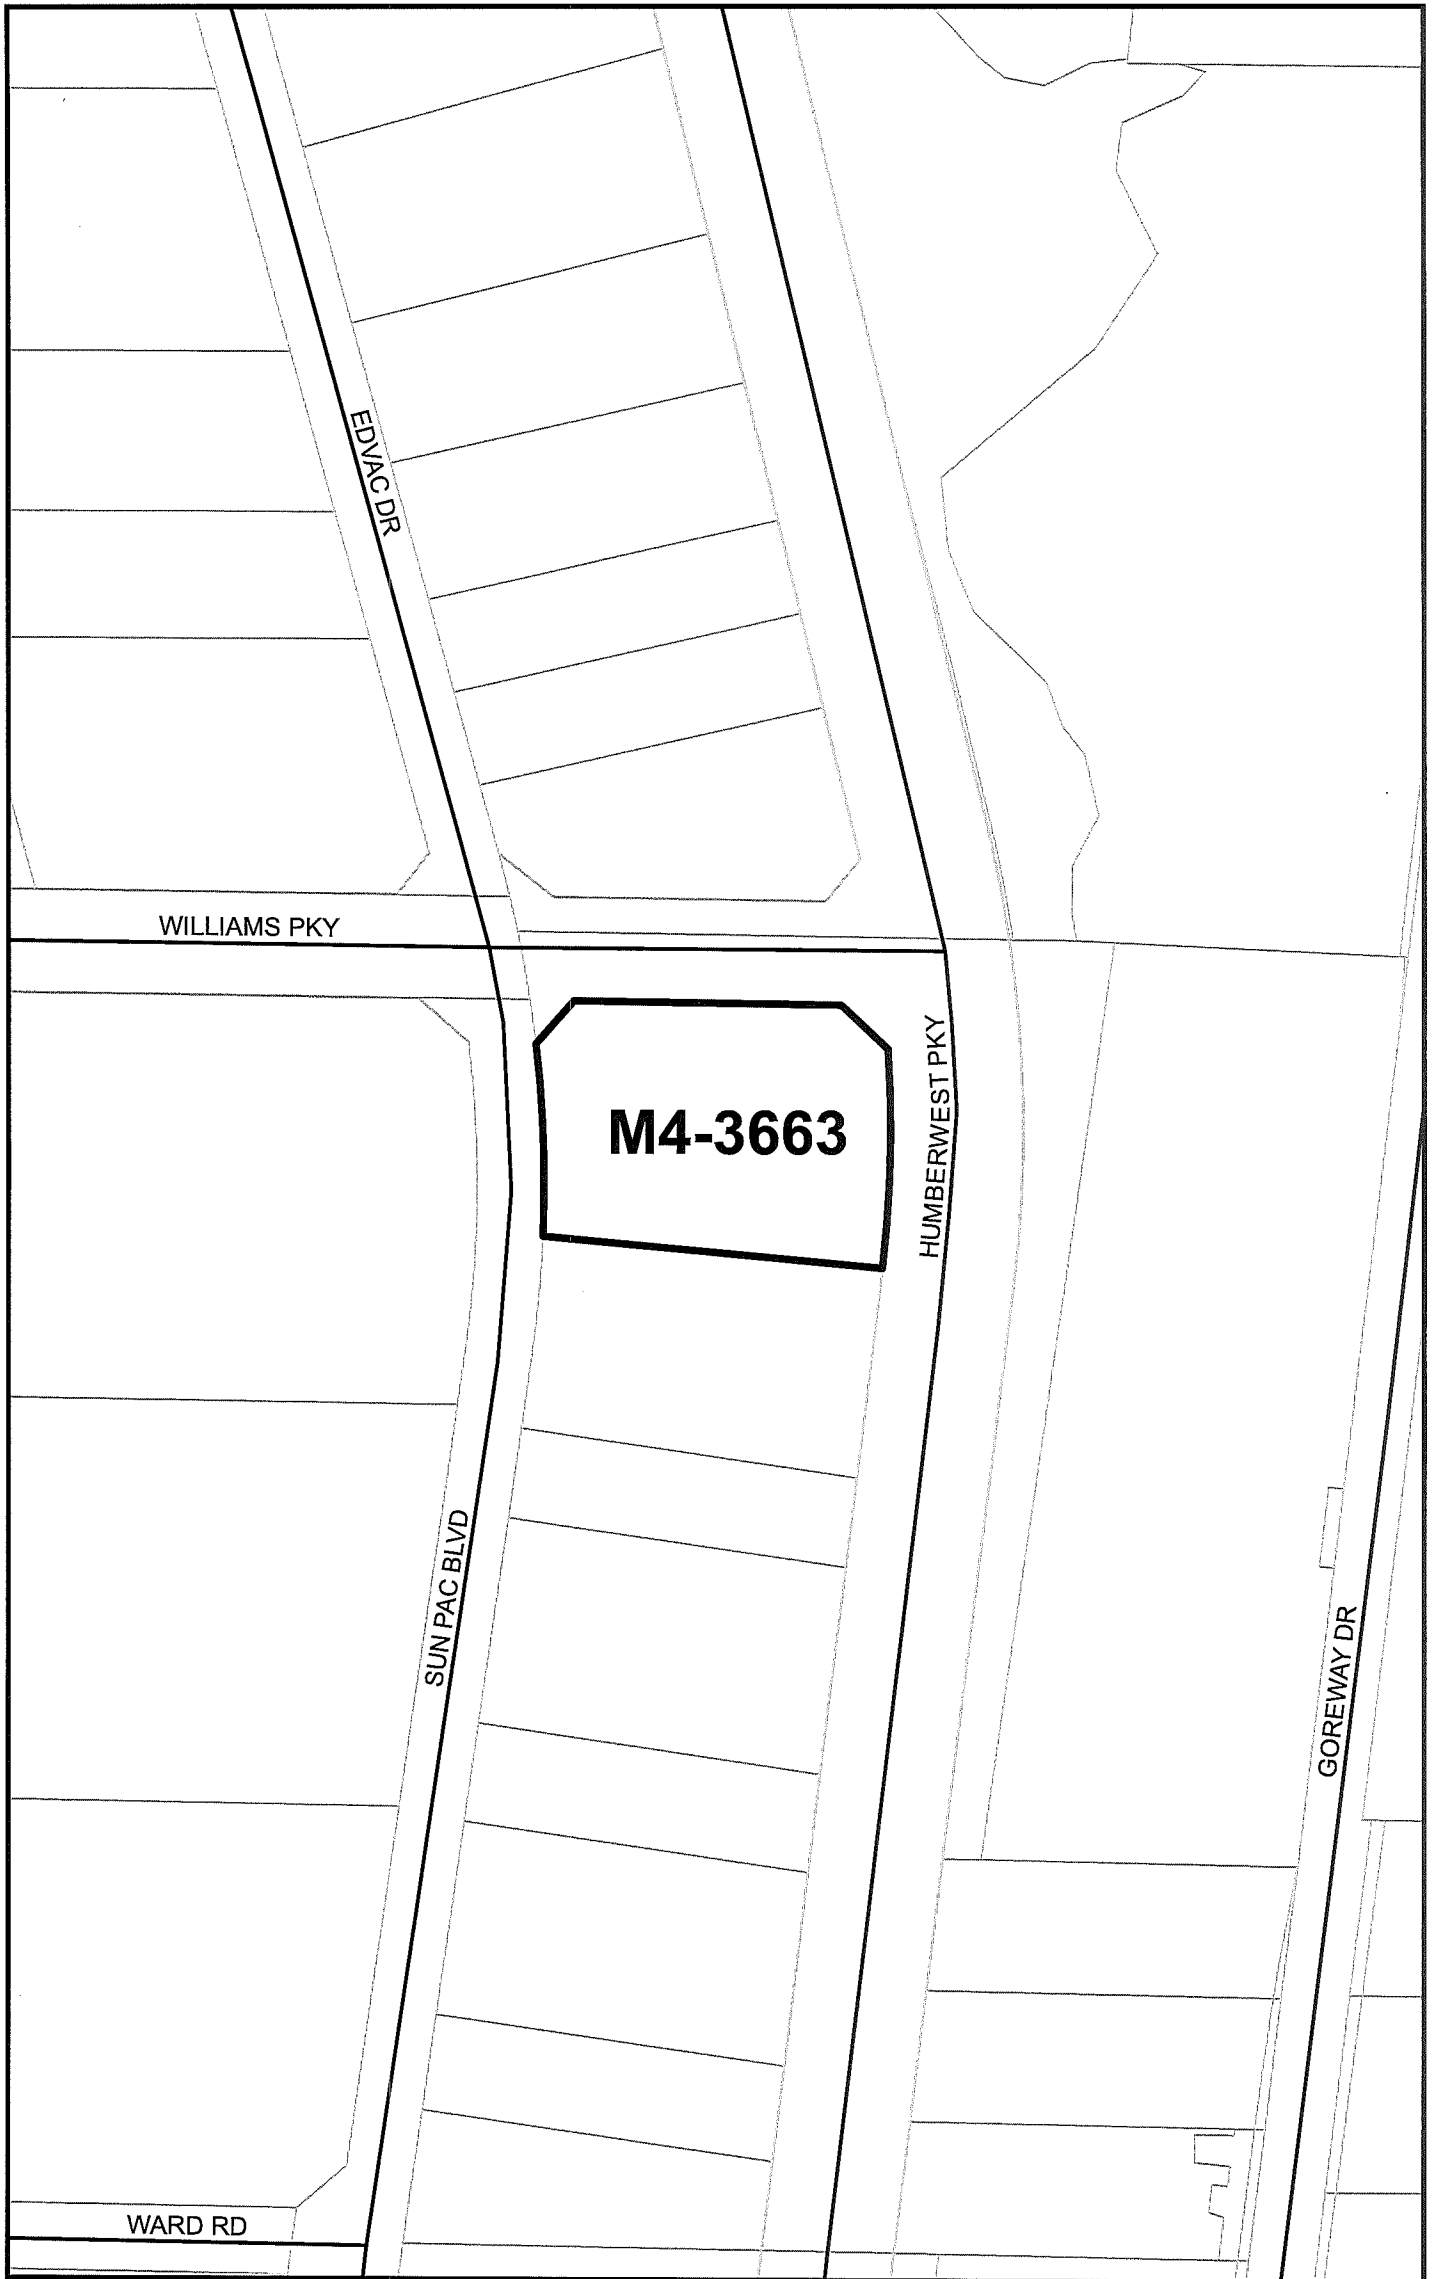 EDVAC DR
WILLIAMS PKY
HUMBERWEST PKY
M4-3663
SUN PAC BLVD
GOREWAY DR
WARD RD